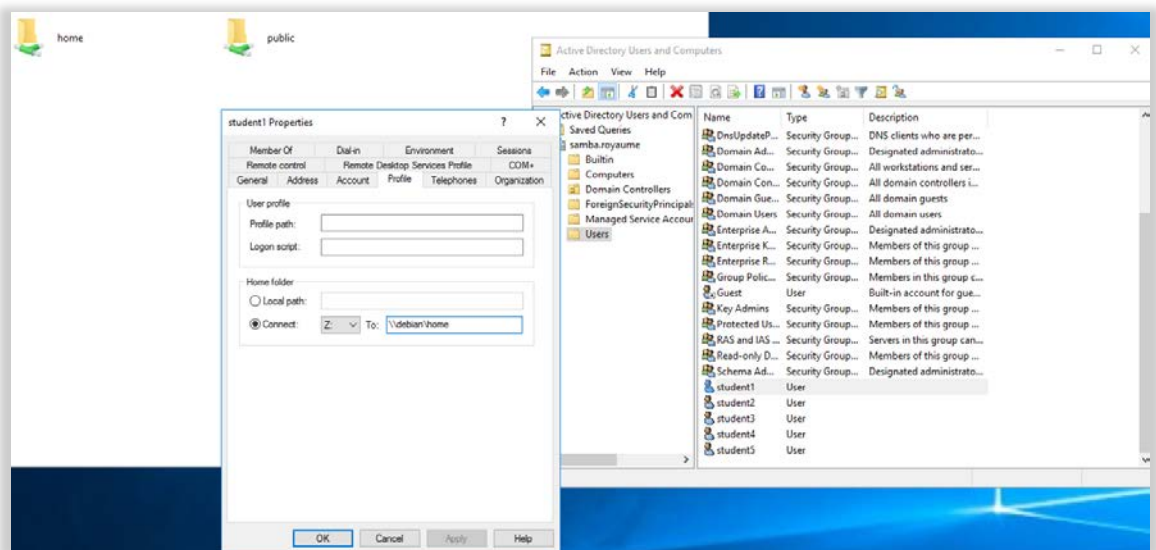 home
public
Active Directory Users and Computers
File Action View Help
ctive Directory Users and Com
Saved Queries
samba.royaume
Builtin
Computers
Domain Controllers
ForeignSecurityPrincipals
Managed Service Accour
Users
Name Type Description
DnsUpdateP... Security Group... DNS clients who are per...
Domain Ad... Security Group... Designated administrato...
Domain Co... Security Group... All workstations and ser...
Domain Con... Security Group... All domain controllers i...
Domain Gue... Security Group... All domain guests
Domain Users Security Group... All domain users
Enterprise A... Security Group... Designated administrato...
Enterprise K... Security Group... Members of this group ...
Enterprise R... Security Group... Members of this group ...
Group Polic... Security Group... Members in this group c...
Guest User Built-in account for gue...
Key Admins Security Group... Members of this group ...
Protected Us... Security Group... Members of this group ...
RAS and IAS ... Security Group... Servers in this group can...
Read-only D... Security Group... Members of this group ...
Schema Ad... Security Group... Designated administrato...
student1 User
student2 User
student3 User
student4 User
student5 User
student1 Properties ?
Member Of Dial-in Environment Sessions
Remote control Remote Desktop Services Profile COM+
General Address Account Profile Telephones Organization
User profile
Profile path:
Logon script:
Home folder
Local path:
Connect: Z: To: \\debian\home
OK Cancel Apply Help